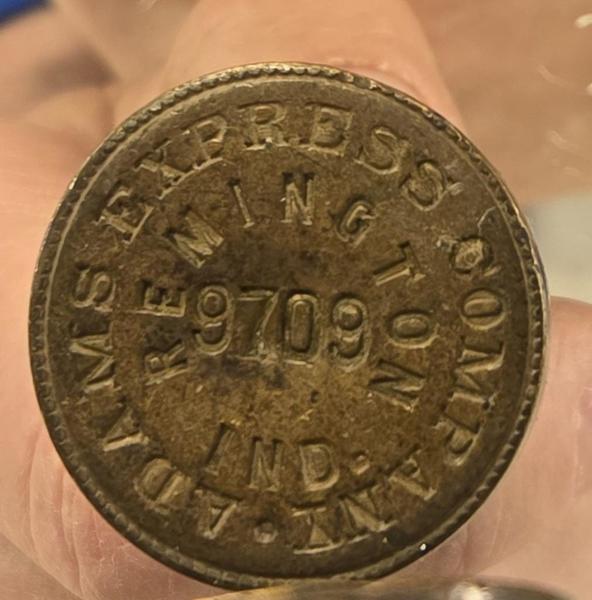 ADAMS EXPRESS COMPANY
REMINGTON
9709
IND.